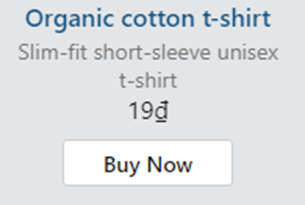 Organic cotton t-shirt
Slim-fit short-sleeve unisex
t-shirt
19₫
Buy Now